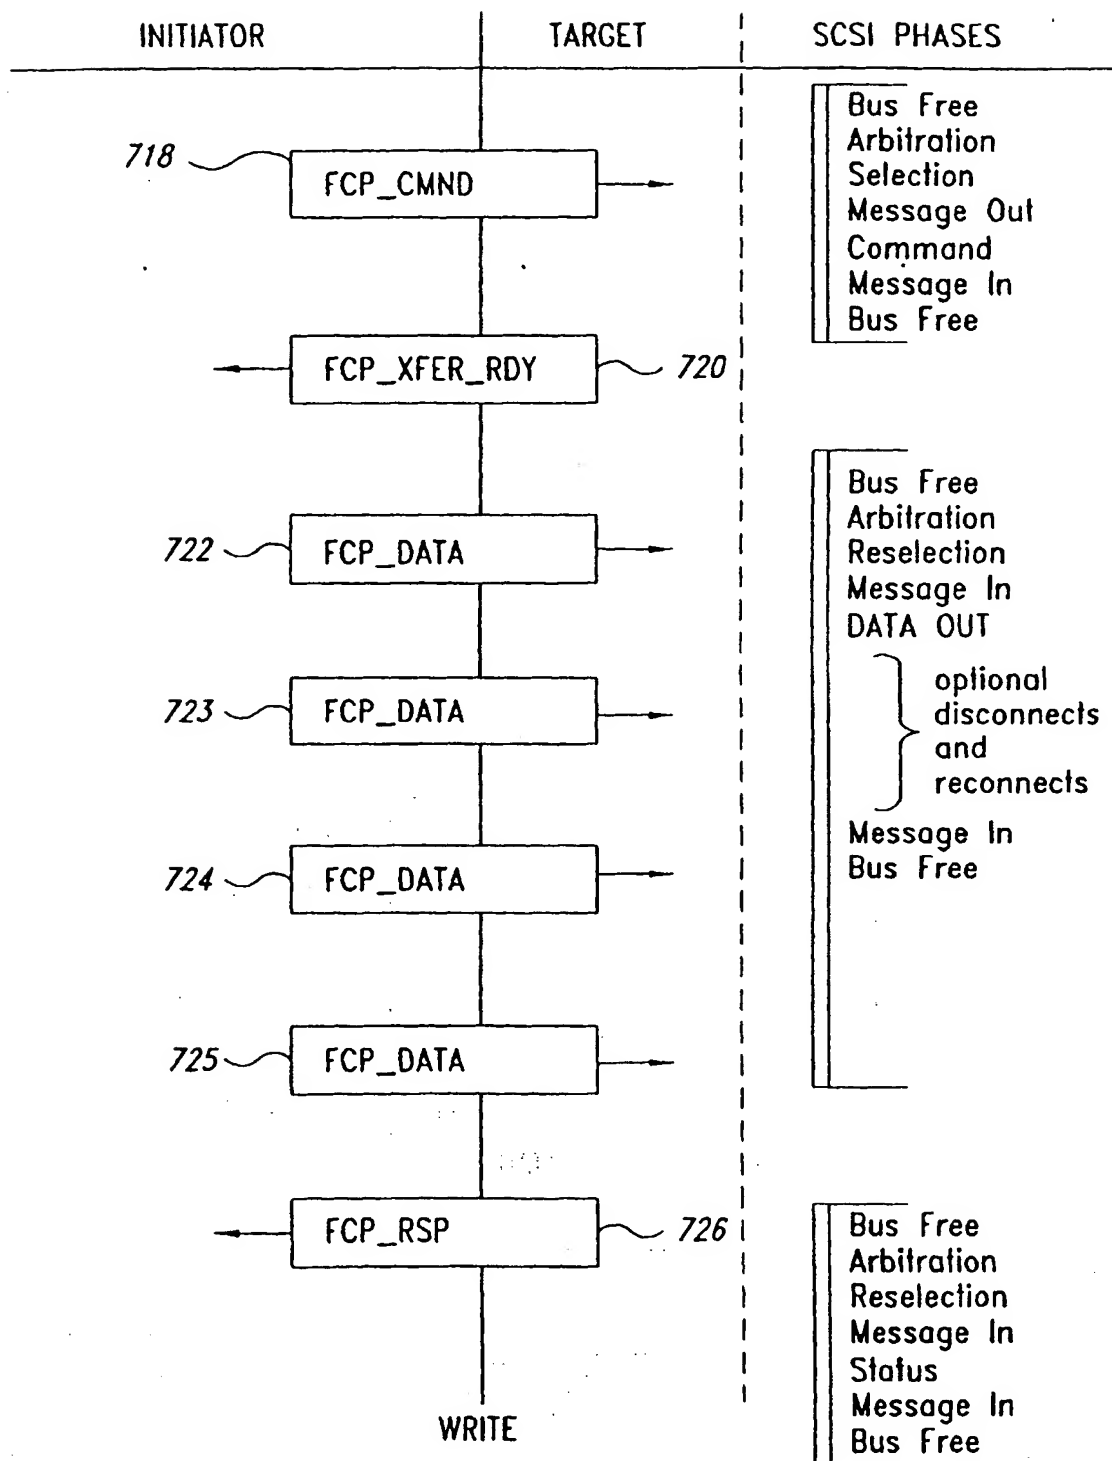 INITIATOR
TARGET
SCSI PHASES
718
FCP_CMND
Bus Free
Arbitration
Selection
Message Out
Command
Message In
Bus Free
FCP_XFER_RDY
720
722
FCP_DATA
Bus Free
Arbitration
Reselection
Message In
DATA OUT
optional
disconnects
and
reconnects
Message In
Bus Free
723
FCP_DATA
724
FCP_DATA
725
FCP_DATA
FCP_RSP
726
Bus Free
Arbitration
Reselection
Message In
Status
Message In
Bus Free
WRITE